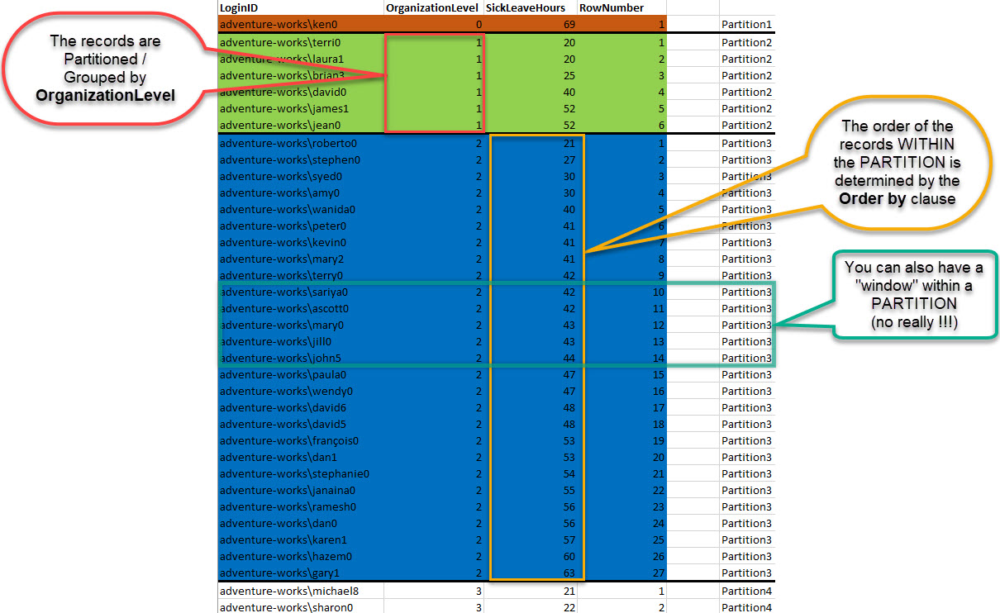 LoginID OrganizationLevel SickLeaveHours RowNumber
adventure-works\ken0 0 69 1 Partition1
adventure-works\terri0 1 20 1 Partition2
adventure-works\laura1 1 20 2 Partition2
adventure-works\brian3 1 25 3 Partition2
adventure-works\david0 1 40 4 Partition2
adventure-works\james1 1 52 5 Partition2
adventure-works\jean0 1 52 6 Partition2
adventure-works\roberto0 2 21 1 Partition3
adventure-works\stephen0 2 27 2 Partition3
adventure-works\syed0 2 30 3 Partition3
adventure-works\amy0 2 30 4 Partition3
adventure-works\wanida0 2 40 5 Partition3
adventure-works\peter0 2 41 6 Partition3
adventure-works\kevin0 2 41 7 Partition3
adventure-works\mary2 2 41 8 Partition3
adventure-works\terry0 2 42 9 Partition3
adventure-works\sariya0 2 42 10 Partition3
adventure-works\ascott0 2 42 11 Partition3
adventure-works\mary0 2 43 12 Partition3
adventure-works\jill0 2 43 13 Partition3
adventure-works\john5 2 44 14 Partition3
adventure-works\paula0 2 47 15 Partition3
adventure-works\wendy0 2 47 16 Partition3
adventure-works\david6 2 48 17 Partition3
adventure-works\david5 2 48 18 Partition3
adventure-works\françois0 2 53 19 Partition3
adventure-works\dan1 2 53 20 Partition3
adventure-works\stephanie0 2 54 21 Partition3
adventure-works\janaina0 2 55 22 Partition3
adventure-works\ramesh0 2 56 23 Partition3
adventure-works\dan0 2 56 24 Partition3
adventure-works\karen1 2 57 25 Partition3
adventure-works\hazem0 2 60 26 Partition3
adventure-works\gary1 2 63 27 Partition3
adventure-works\michael8 3 21 1 Partition4
adventure-works\sharon0 3 22 2 Partition4
The records are
Partitioned /
Grouped by
OrganizationLevel
The order of the
records WITHIN
the PARTITION is
determined by the
Order by clause
You can also have a
"window" within a
PARTITION
(no really !!!)